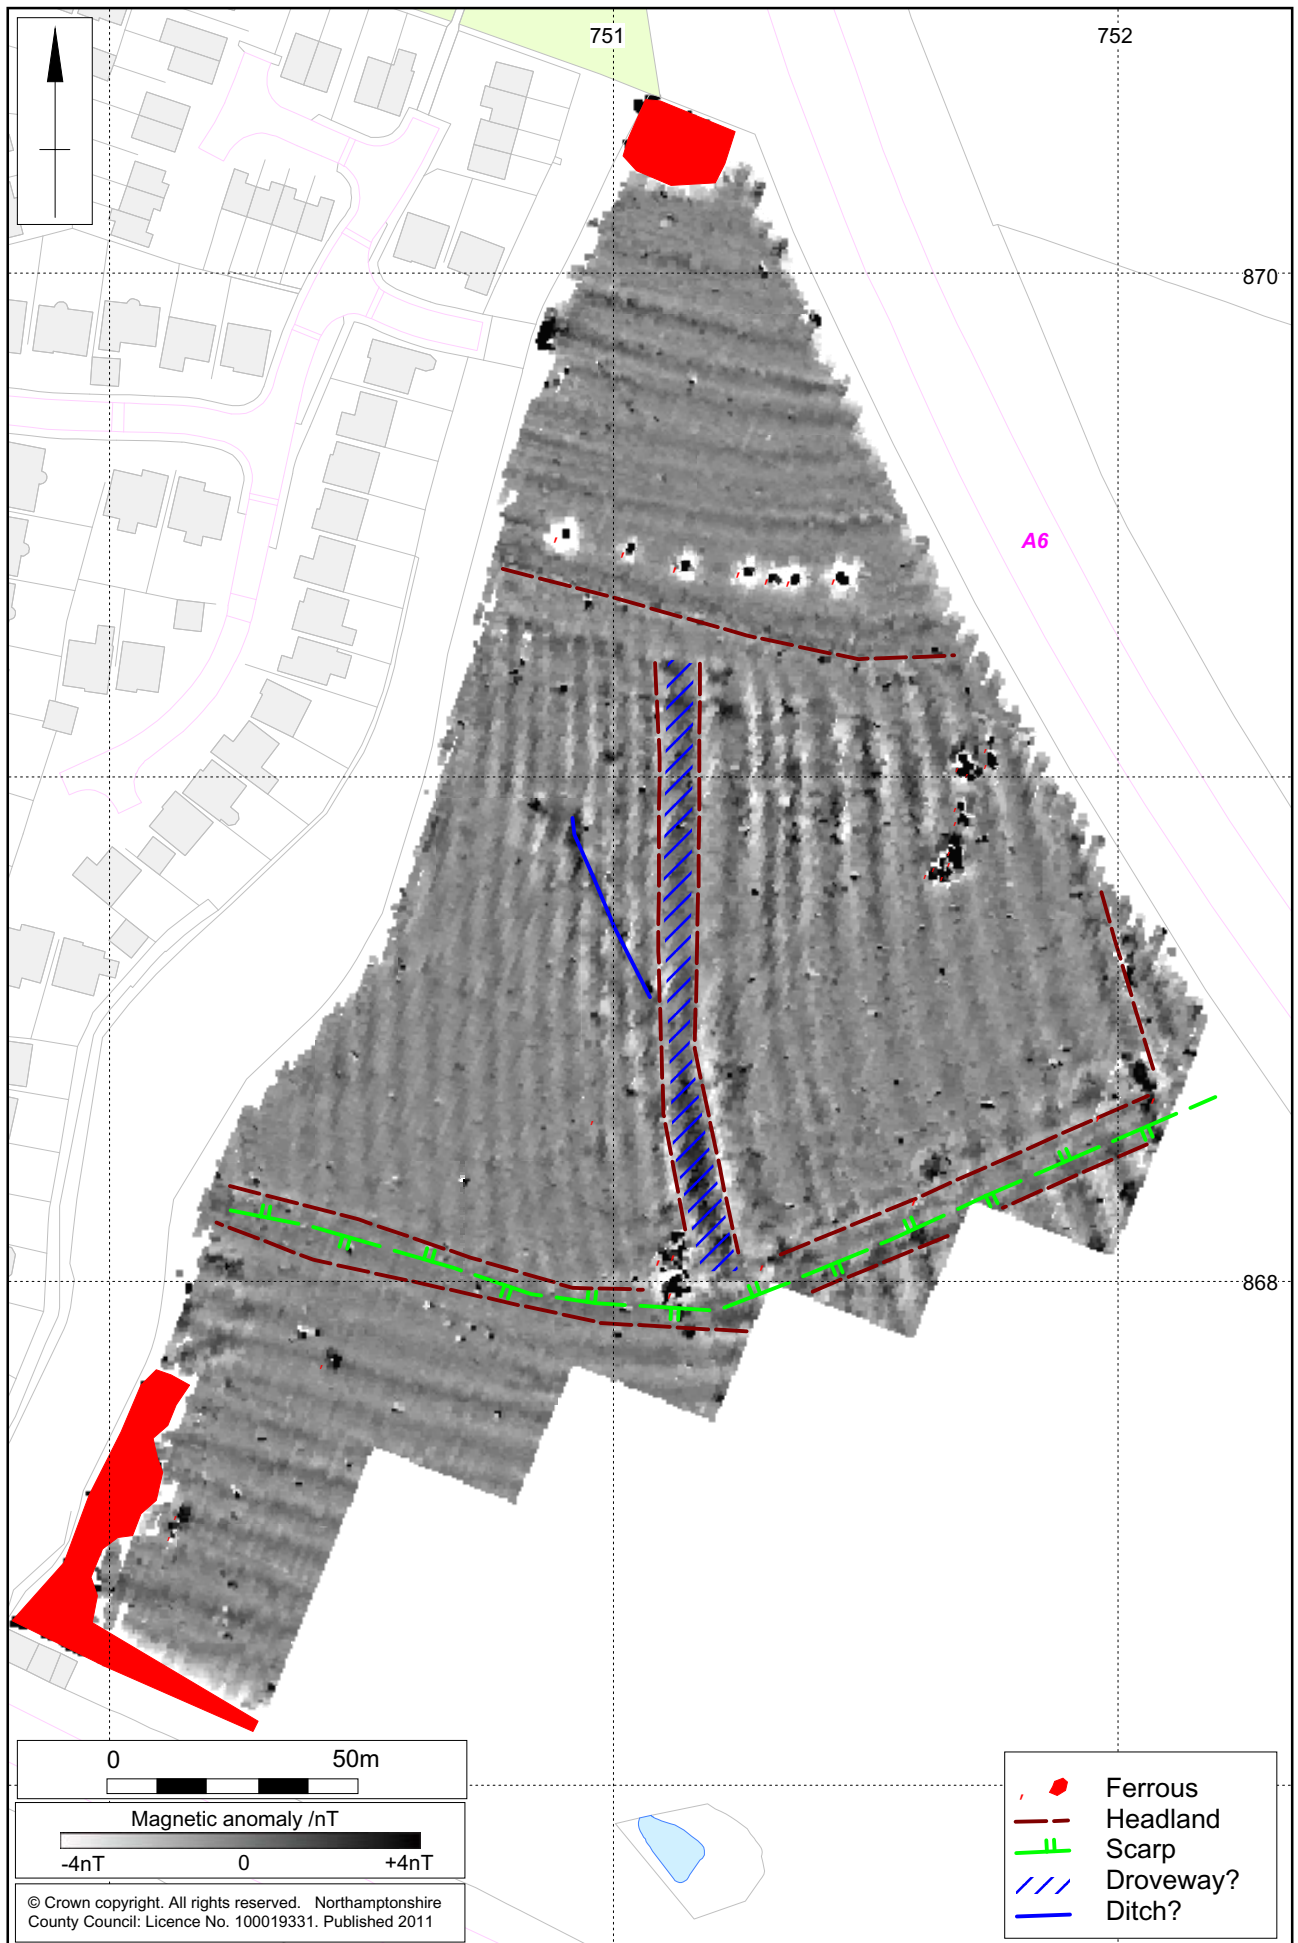 751
752
870
A6
868
0 50m
Magnetic anomaly /nT
-4nT 0 +4nT
© Crown copyright. All rights reserved. Northamptonshire
County Council: Licence No. 100019331. Published 2011
Ferrous
Headland
Scarp
Droveway?
Ditch?